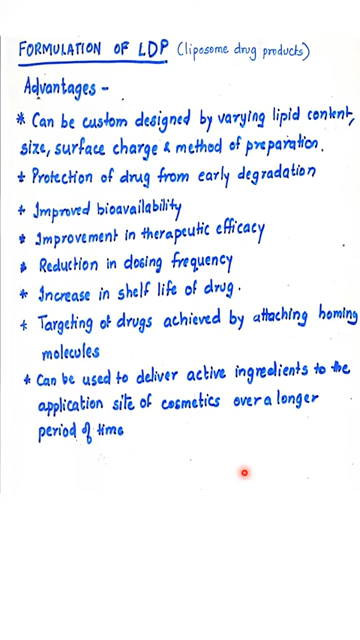 FORMULATION OF LDP (liposome drug products)
Advantages -
* Can be custom designed by varying lipid content,
size, surface charge & method of preparation.
* Protection of drug from early degradation
* Improved bioavailability
* Improvement in therapeutic efficacy
* Reduction in dosing frequency
* Increase in shelf life of drug.
* Targeting of drugs achieved by attaching homing
molecules
* Can be used to deliver active ingredients to the
application site of cosmetics over a longer
period of time